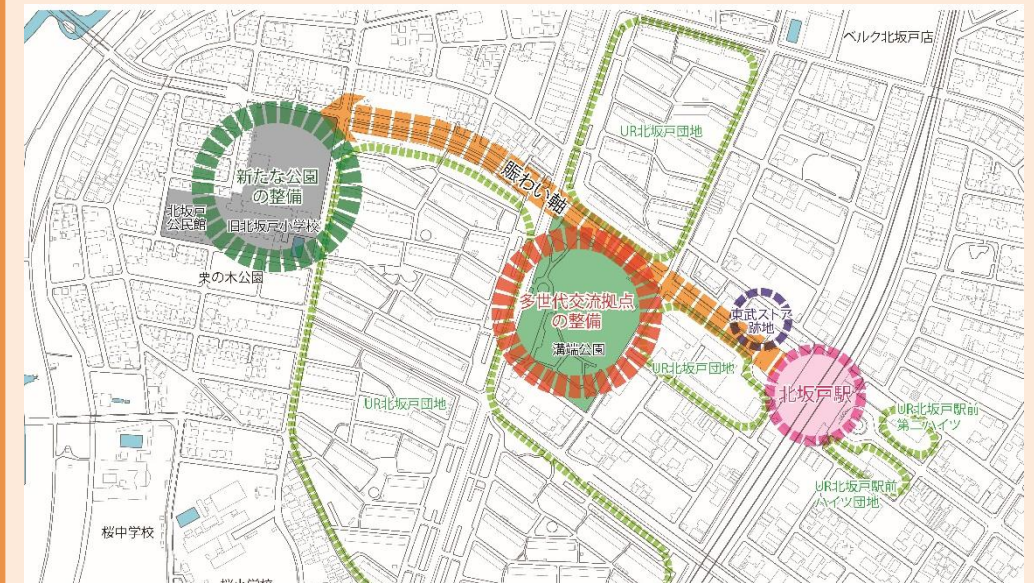 ベルク北坂戸店
UR北坂戸団地
賑わい軸
新たな公園
の整備
北坂戸
公民館
旧北坂戸小学校
栗の木公園
多世代交流拠点
の整備
溝端公園
東武ストア
跡地
UR北坂戸団地
北坂戸駅
UR北坂戸団地
UR北坂戸駅前
第二ハイツ
UR北坂戸駅前
ハイツ団地
桜中学校
桜小学校